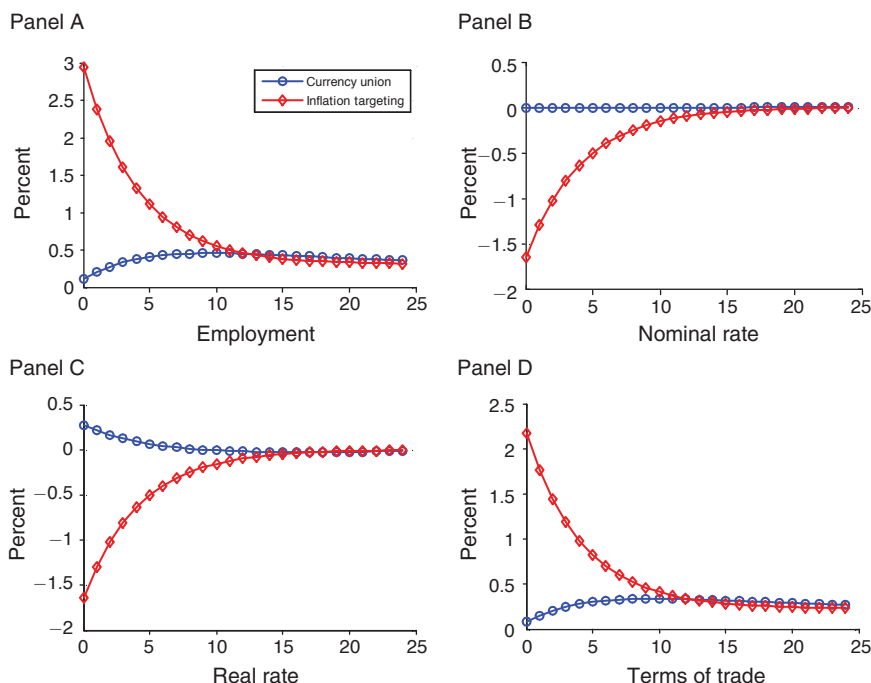 Panel A
3
2.5
2
1.5
1
0.5
0
0 5 10 15 20 25
Percent
Employment
Currency union
Inflation targeting
Panel B
0.5
0
−0.5
−1
−1.5
−2
0 5 10 15 20 25
Percent
Nominal rate
Panel C
0.5
0
−0.5
−1
−1.5
−2
0 5 10 15 20 25
Percent
Real rate
Panel D
2.5
2
1.5
1
0.5
0
0 5 10 15 20 25
Percent
Terms of trade